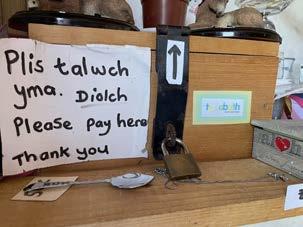 Plis talwch
yma. Diolch
Please pay here
Thank you